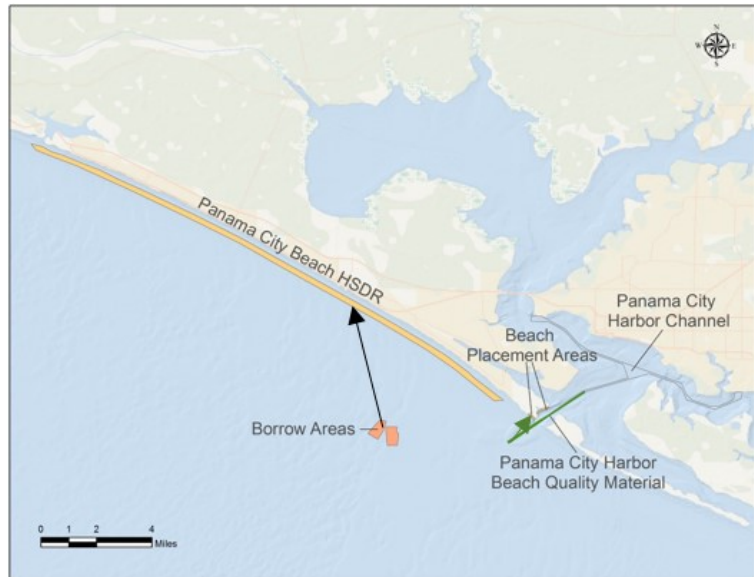 N
W E
S
Panama City Beach HSDR
Panama City
Harbor Channel
Beach
Placement Areas
Borrow Areas
Panama City Harbor
Beach Quality Material
0 1 2 4
Miles